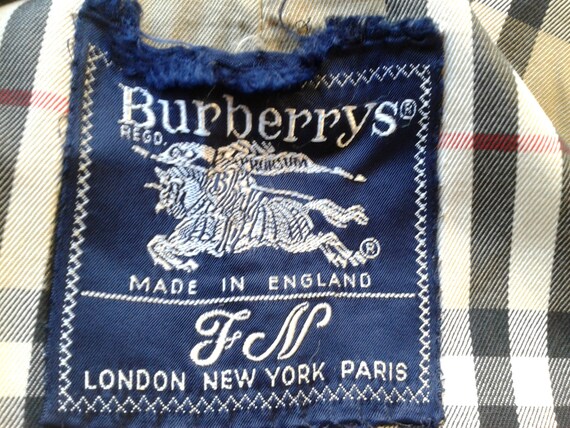 Burberrys®
REGD.
PRORSUM
®
MADE IN ENGLAND
FN
LONDON NEW YORK PARIS